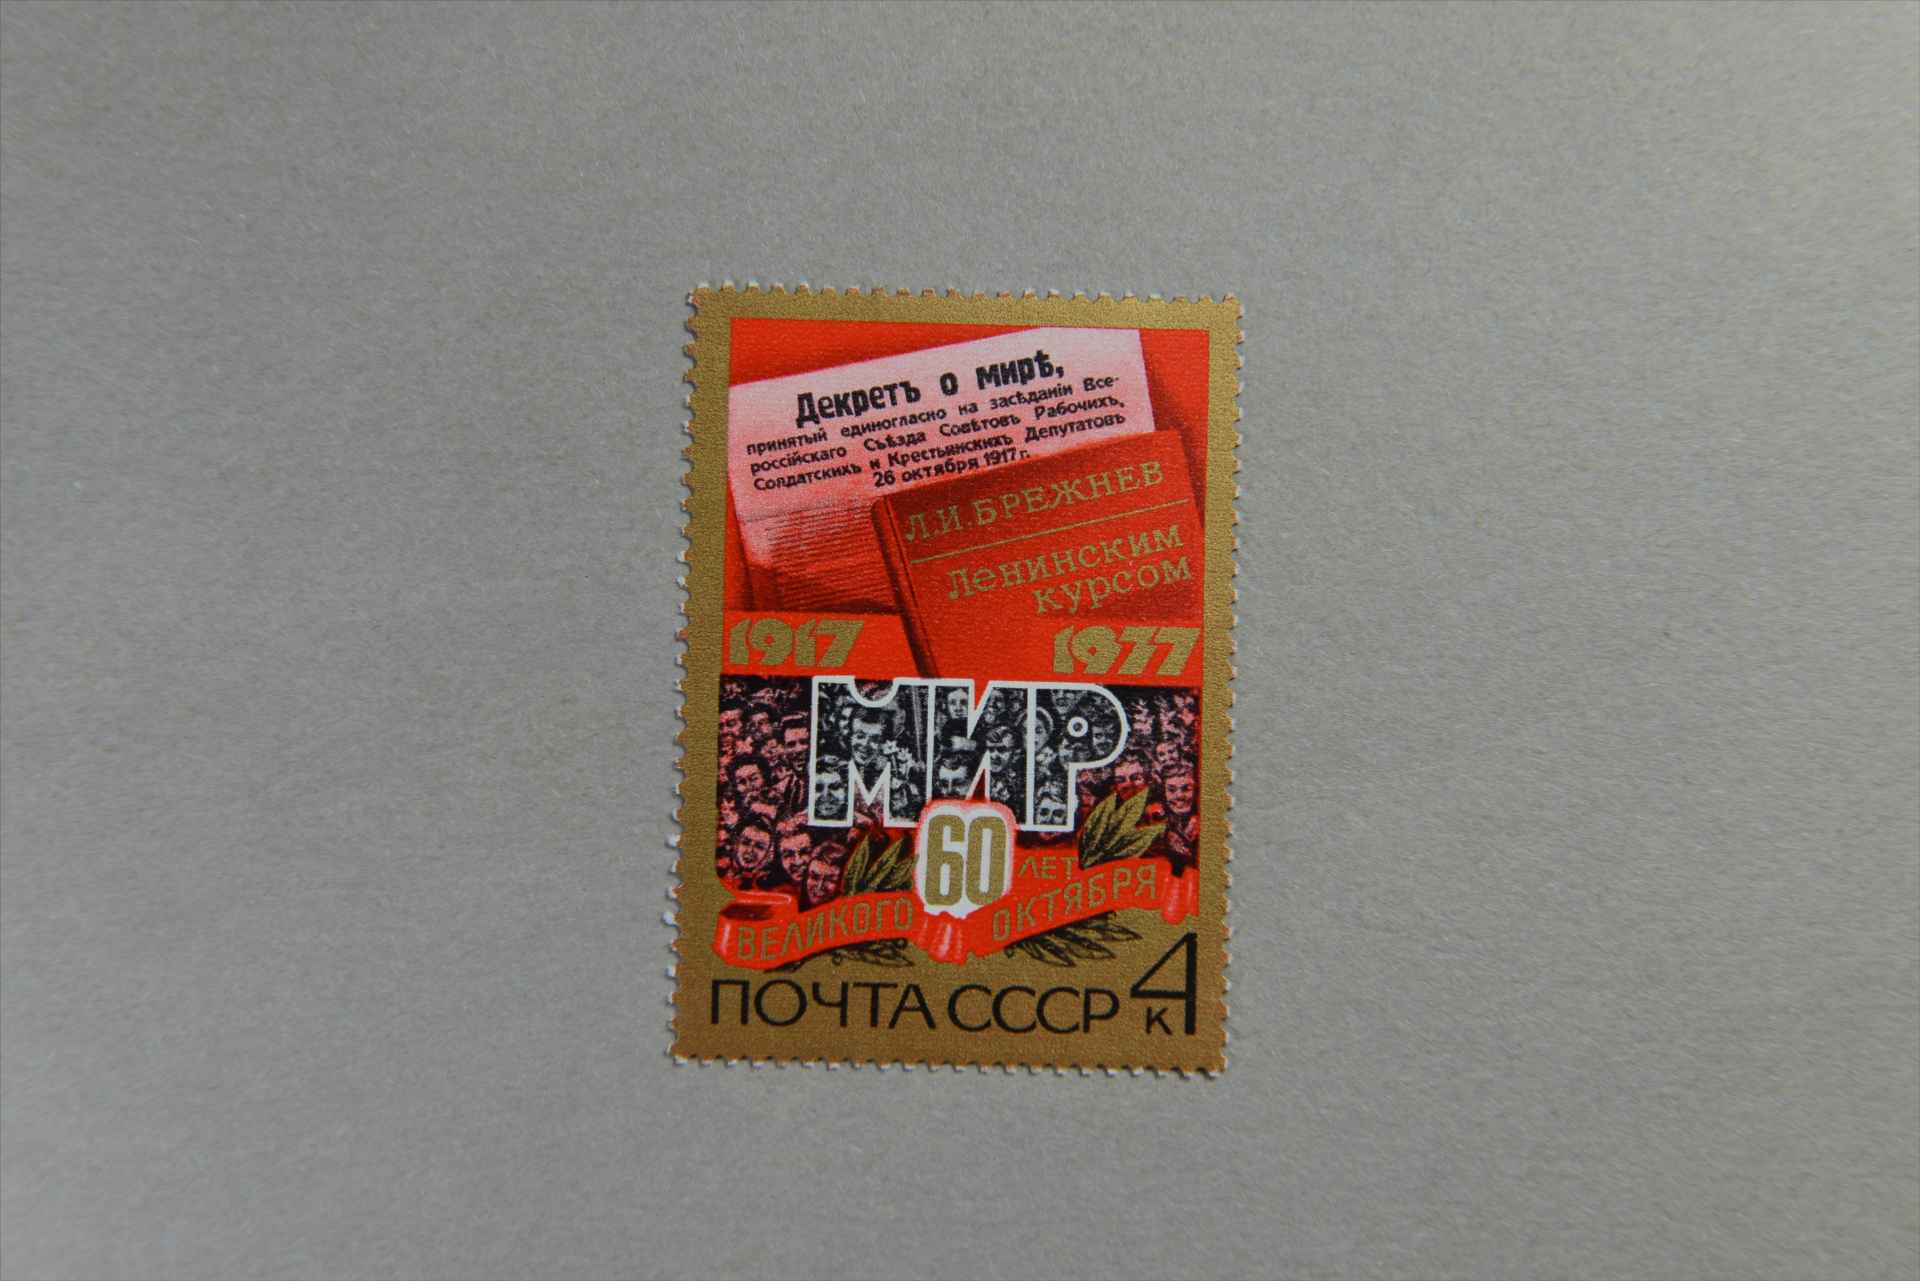 Декретъ о мирѣ,
принятый единогласно на засѣданіи Все-
россійскаго Съѣзда Совѣтовъ Рабочихъ,
Солдатскихъ и Крестьянскихъ Депутатовъ
26 октября 1917 г.
Л.И.БРЕЖНЕВ
Ленинским
курсом
1917 1977
МИР
60 ЛЕТ
ВЕЛИКОГО ОКТЯБРЯ
ПОЧТА СССР 4 к